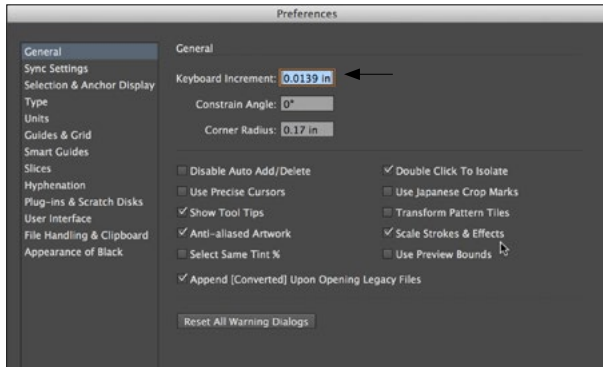 Preferences
General
Sync Settings
Selection & Anchor Display
Type
Units
Guides & Grid
Smart Guides
Slices
Hyphenation
Plug-ins & Scratch Disks
User Interface
File Handling & Clipboard
Appearance of Black
General
Keyboard Increment: 0.0139 in
Constrain Angle: 0°
Corner Radius: 0.17 in
Disable Auto Add/Delete
Double Click To Isolate
Use Precise Cursors
Use Japanese Crop Marks
Show Tool Tips
Transform Pattern Tiles
Anti-aliased Artwork
Scale Strokes & Effects
Select Same Tint %
Use Preview Bounds
Append [Converted] Upon Opening Legacy Files
Reset All Warning Dialogs